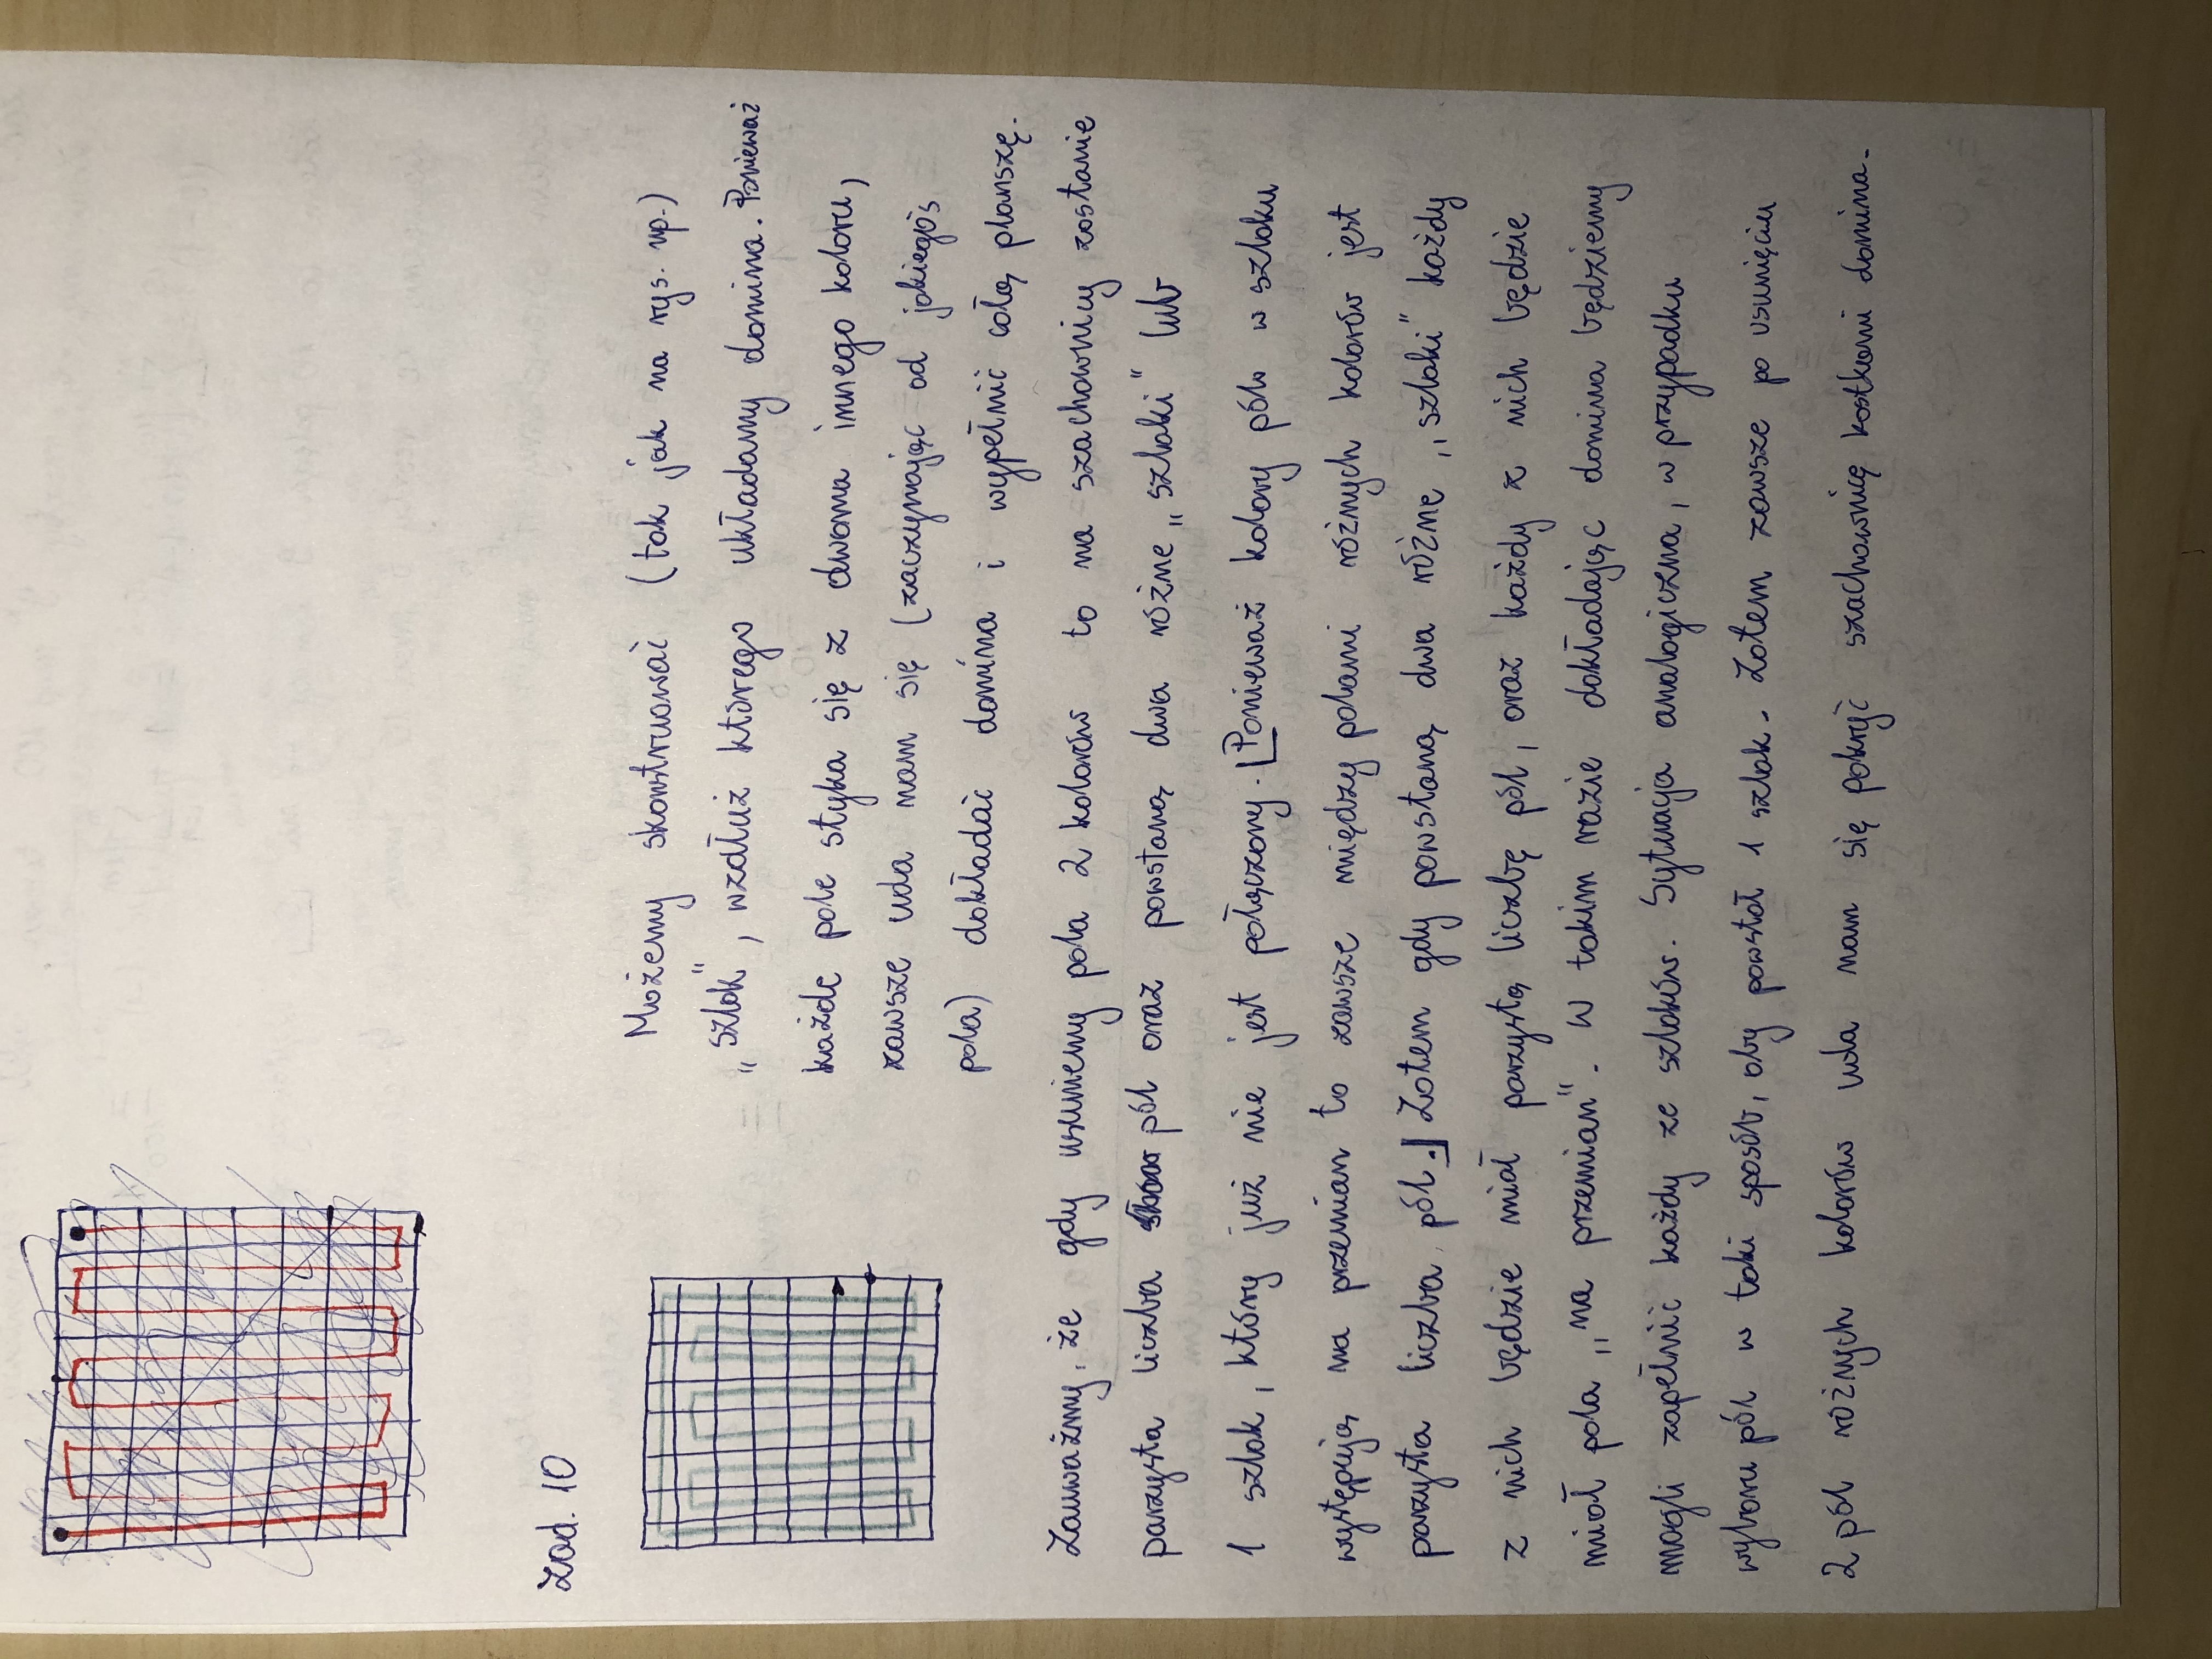 Zad. 10
Możemy skonstruować (tak jak na rys. np.)
„szlak", wzdłuż którego układamy domina. Ponieważ
każde pole styka się z dwoma innego koloru,
zawsze uda nam się (zaczynając od jakiegoś
pola) dokładać domina i wypełnić całą planszę.
Zauważmy, że gdy usuniemy pola 2 kolorów to na szachownicy zostanie
parzysta liczba pól oraz powstaną dwa różne „szlaki" lub
1 szlak, który już nie jest połączony. [Ponieważ kolory pól w szlaku
występują na przemian to zawsze między polami różnych kolorów jest
parzysta liczba pól.] Zatem gdy powstaną dwa różne „szlaki" każdy
z nich będzie miał parzystą liczbę pól, oraz każdy z nich będzie
miał pola „na przemian". W takim razie dokładając domina będziemy
mogli zapełnić każdy ze szlaków. Sytuacja analogiczna, w przypadku
wyboru pól w taki sposób, aby powstał 1 szlak. Zatem zawsze po usunięciu
2 pól różnych kolorów uda nam się pokryć szachownicę kostkami domina.